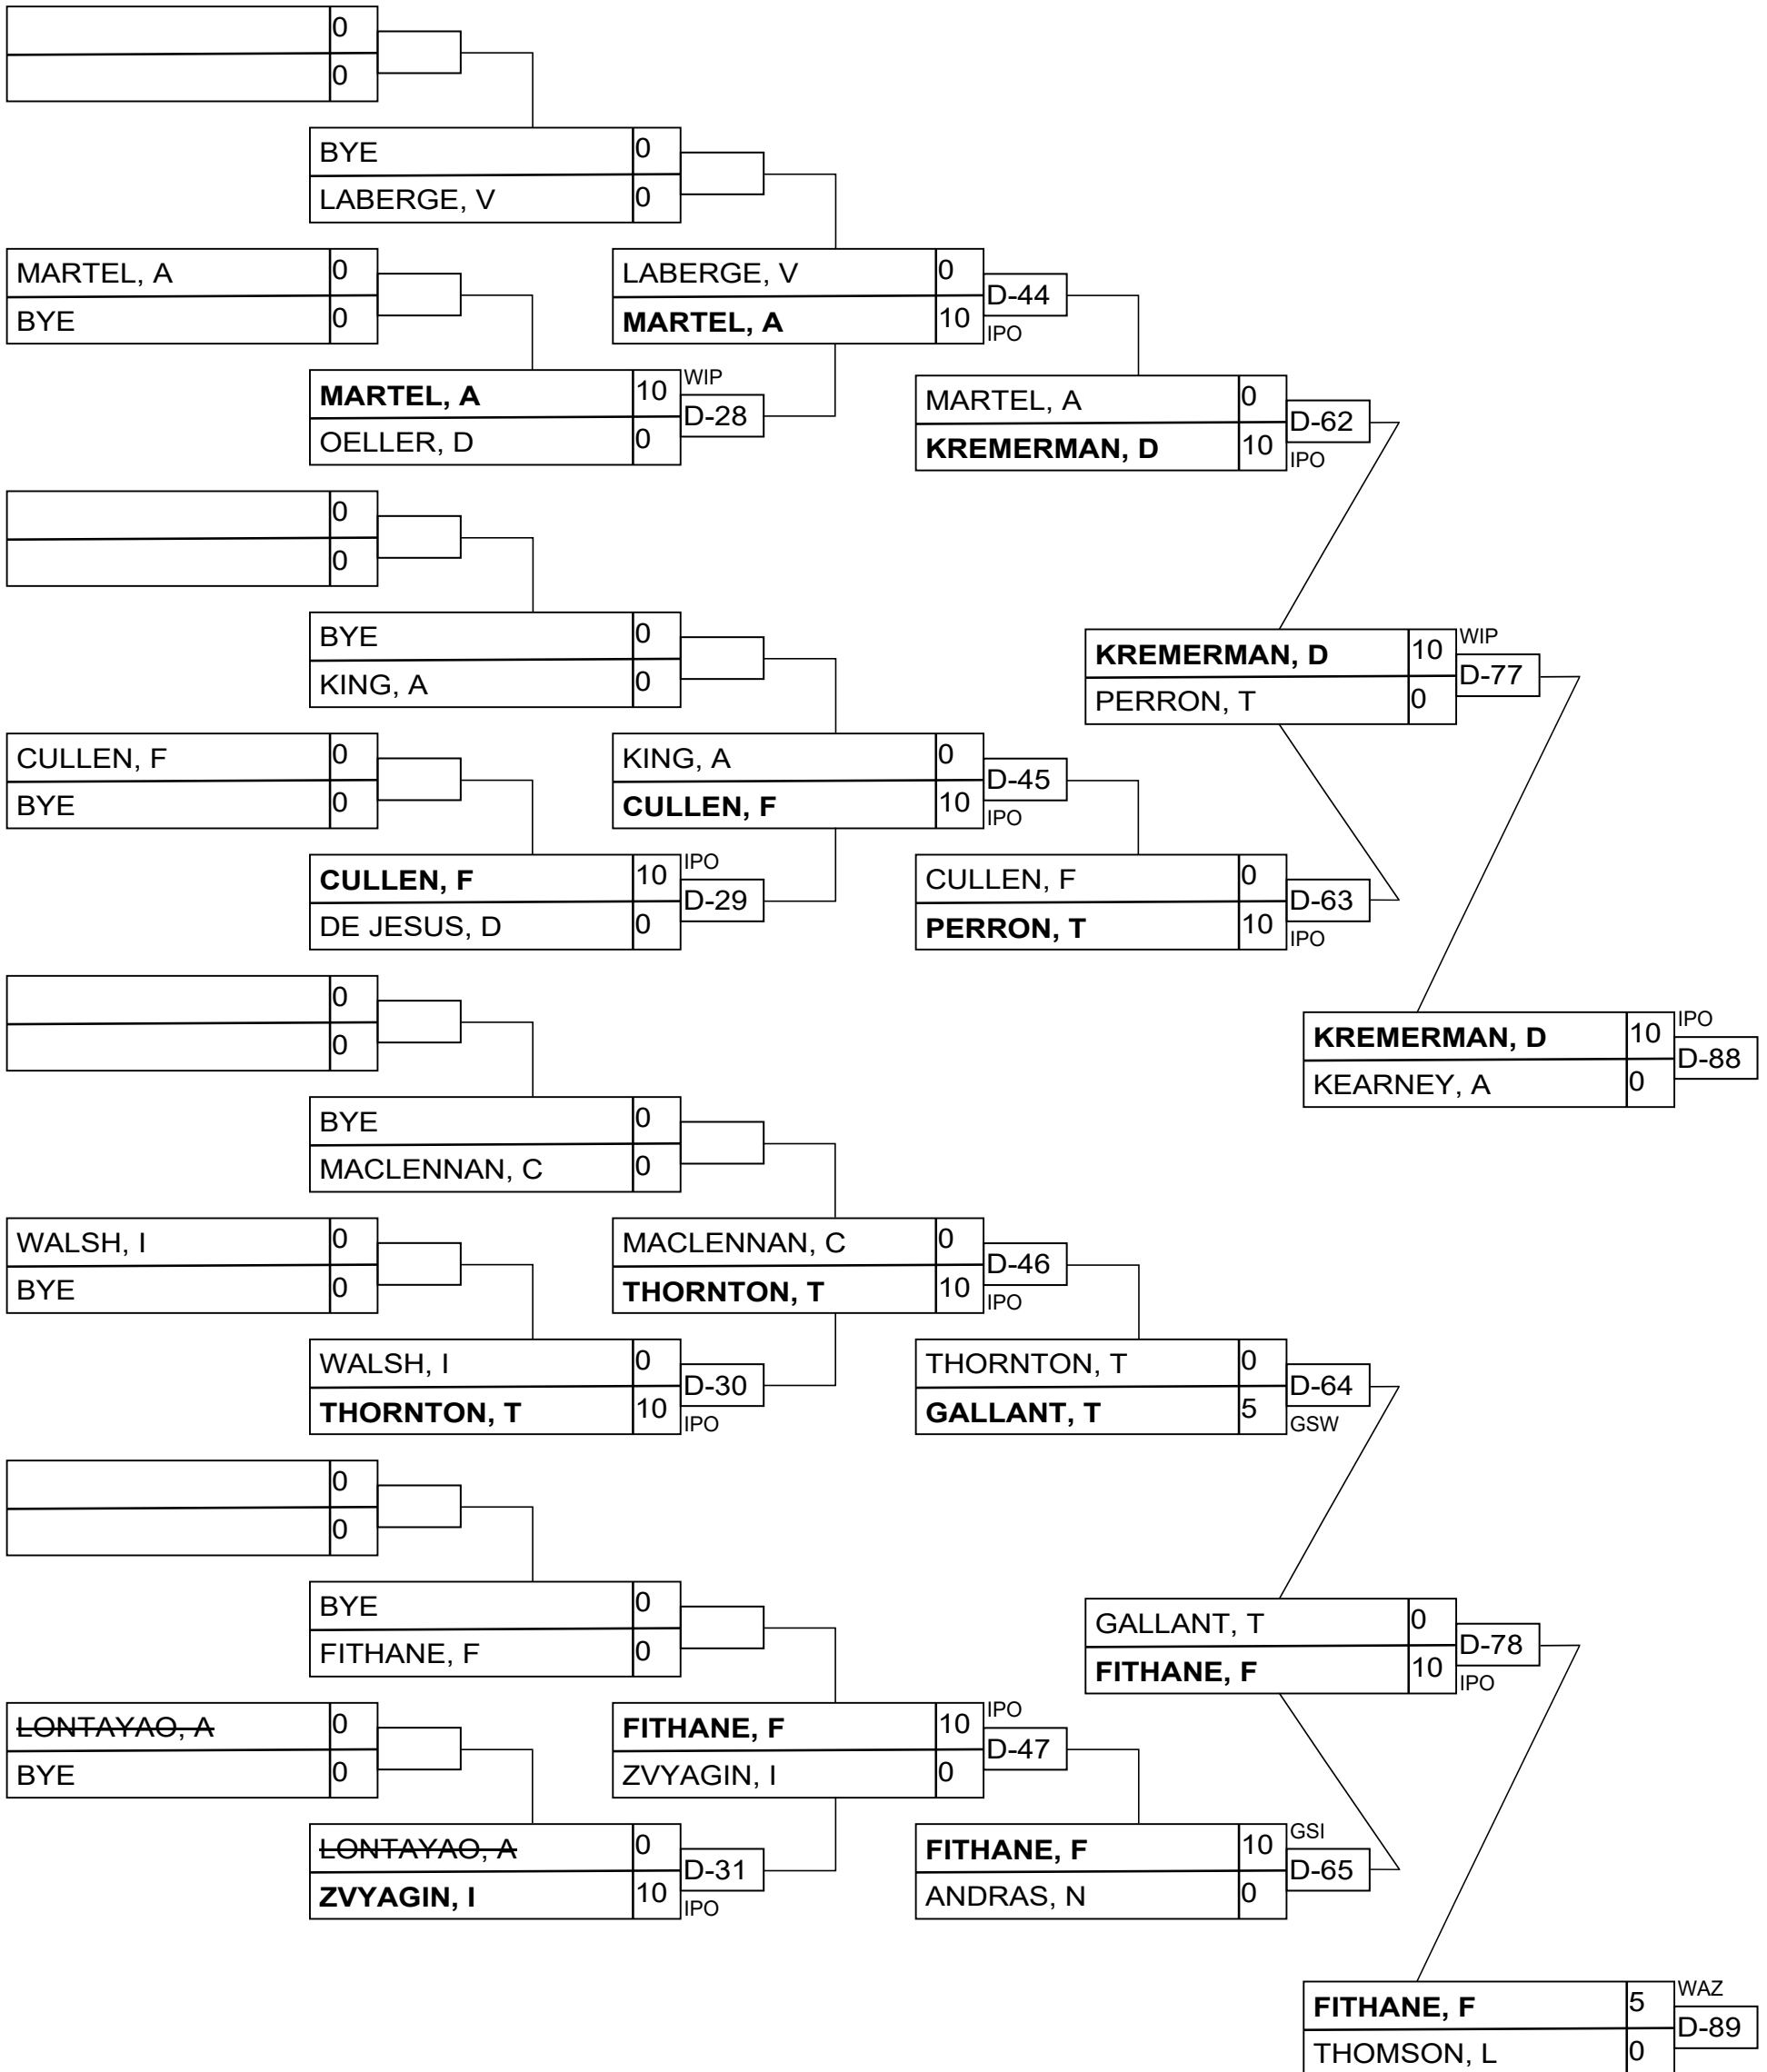 0
0
BYE 0
LABERGE, V 0
MARTEL, A 0
BYE 0
LABERGE, V 0
D-44
MARTEL, A 10 IPO
MARTEL, A 10 WIP
D-28
OELLER, D 0
MARTEL, A 0
D-62
KREMERMAN, D 10 IPO
0
0
BYE 0
KING, A 0
KREMERMAN, D 10 WIP
D-77
PERRON, T 0
CULLEN, F 0
BYE 0
KING, A 0
D-45
CULLEN, F 10 IPO
CULLEN, F 10 IPO
D-29
DE JESUS, D 0
CULLEN, F 0
D-63
PERRON, T 10 IPO
0
0
KREMERMAN, D 10 IPO
D-88
KEARNEY, A 0
BYE 0
MACLENNAN, C 0
WALSH, I 0
BYE 0
MACLENNAN, C 0
D-46
THORNTON, T 10 IPO
WALSH, I 0
D-30
THORNTON, T 10 IPO
THORNTON, T 0
D-64
GALLANT, T 5 GSW
0
0
BYE 0
FITHANE, F 0
GALLANT, T 0
D-78
FITHANE, F 10 IPO
LONTAYAO, A 0
BYE 0
FITHANE, F 10 IPO
D-47
ZVYAGIN, I 0
LONTAYAO, A 0
D-31
ZVYAGIN, I 10 IPO
FITHANE, F 10 GSI
D-65
ANDRAS, N 0
FITHANE, F 5 WAZ
D-89
THOMSON, L 0